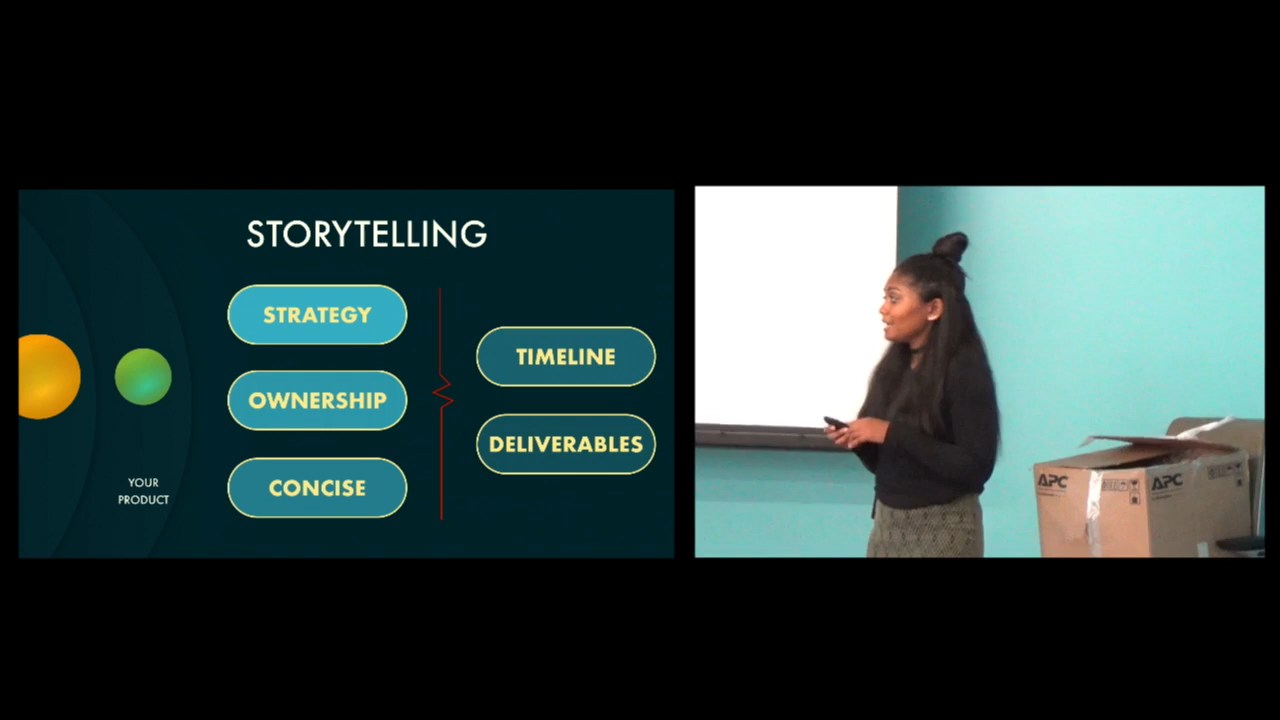 STORYTELLING
STRATEGY
OWNERSHIP
CONCISE
TIMELINE
DELIVERABLES
YOUR
PRODUCT
APC
APC